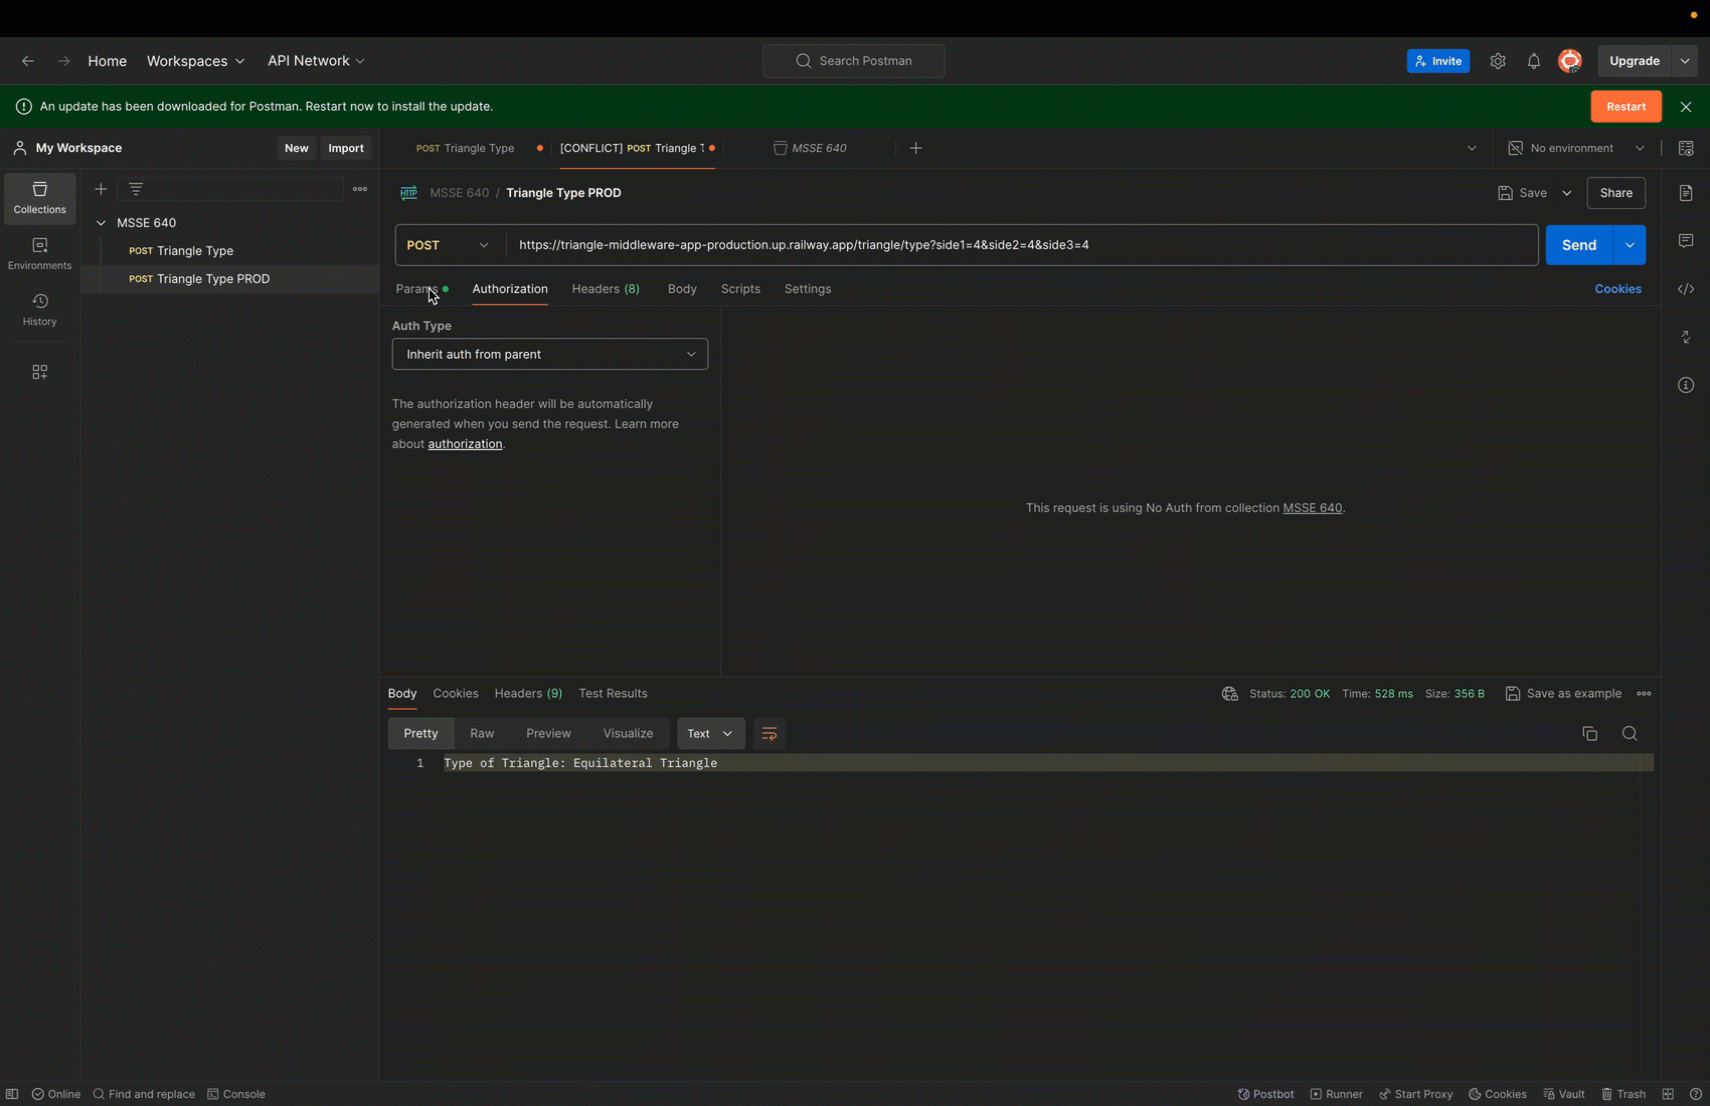 Home Workspaces API Network Search Postman Invite Upgrade
An update has been downloaded for Postman. Restart now to install the update. Restart
My Workspace New Import POST Triangle Type [CONFLICT] POST Triangle T MSSE 640 No environment
Collections
Environments
History
MSSE 640
POST Triangle Type
POST Triangle Type PROD
HTTP MSSE 640 / Triangle Type PROD Save Share
POST https://triangle-middleware-app-production.up.railway.app/triangle/type?side1=4&side2=4&side3=4 Send
Params Authorization Headers (8) Body Scripts Settings Cookies
Auth Type
Inherit auth from parent
The authorization header will be automatically
generated when you send the request. Learn more
about authorization.
This request is using No Auth from collection MSSE 640.
Body Cookies Headers (9) Test Results Status: 200 OK Time: 528 ms Size: 356 B Save as example
Pretty Raw Preview Visualize Text
1 Type of Triangle: Equilateral Triangle
Online Find and replace Console Postbot Runner Start Proxy Cookies Vault Trash